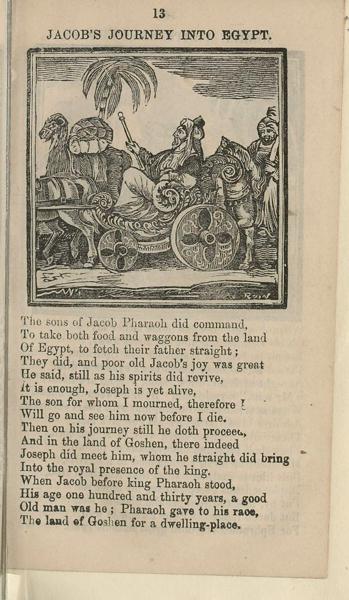 13
JACOB'S JOURNEY INTO EGYPT.
The sons of Jacob Pharaoh did command,
To take both food and waggons from the land
Of Egypt, to fetch their father straight ;
They did, and poor old Jacob's joy was great
He said, still as his spirits did revive,
It is enough, Joseph is yet alive,
The son for whom I mourned, therefore I
Will go and see him now before I die.
Then on his journey still he doth proceed,
And in the land of Goshen, there indeed
Joseph did meet him, whom he straight did bring
Into the royal presence of the king.
When Jacob before king Pharaoh stood,
His age one hundred and thirty years, a good
Old man was he ; Pharaoh gave to his race,
The land of Goshen for a dwelling-place.